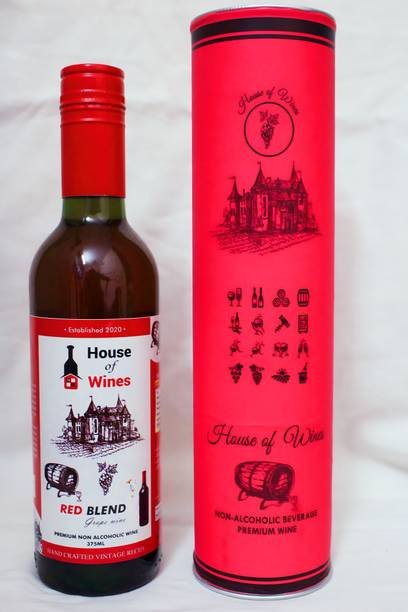 • Established 2020 •
House
of
Wines
RED BLEND
Grape wine
PREMIUM NON ALCOHOLIC WINE
375ML
HAND CRAFTED VINTAGE
House of Wines
House of Wines
NON-ALCOHOLIC BEVERAGE
PREMIUM WINE